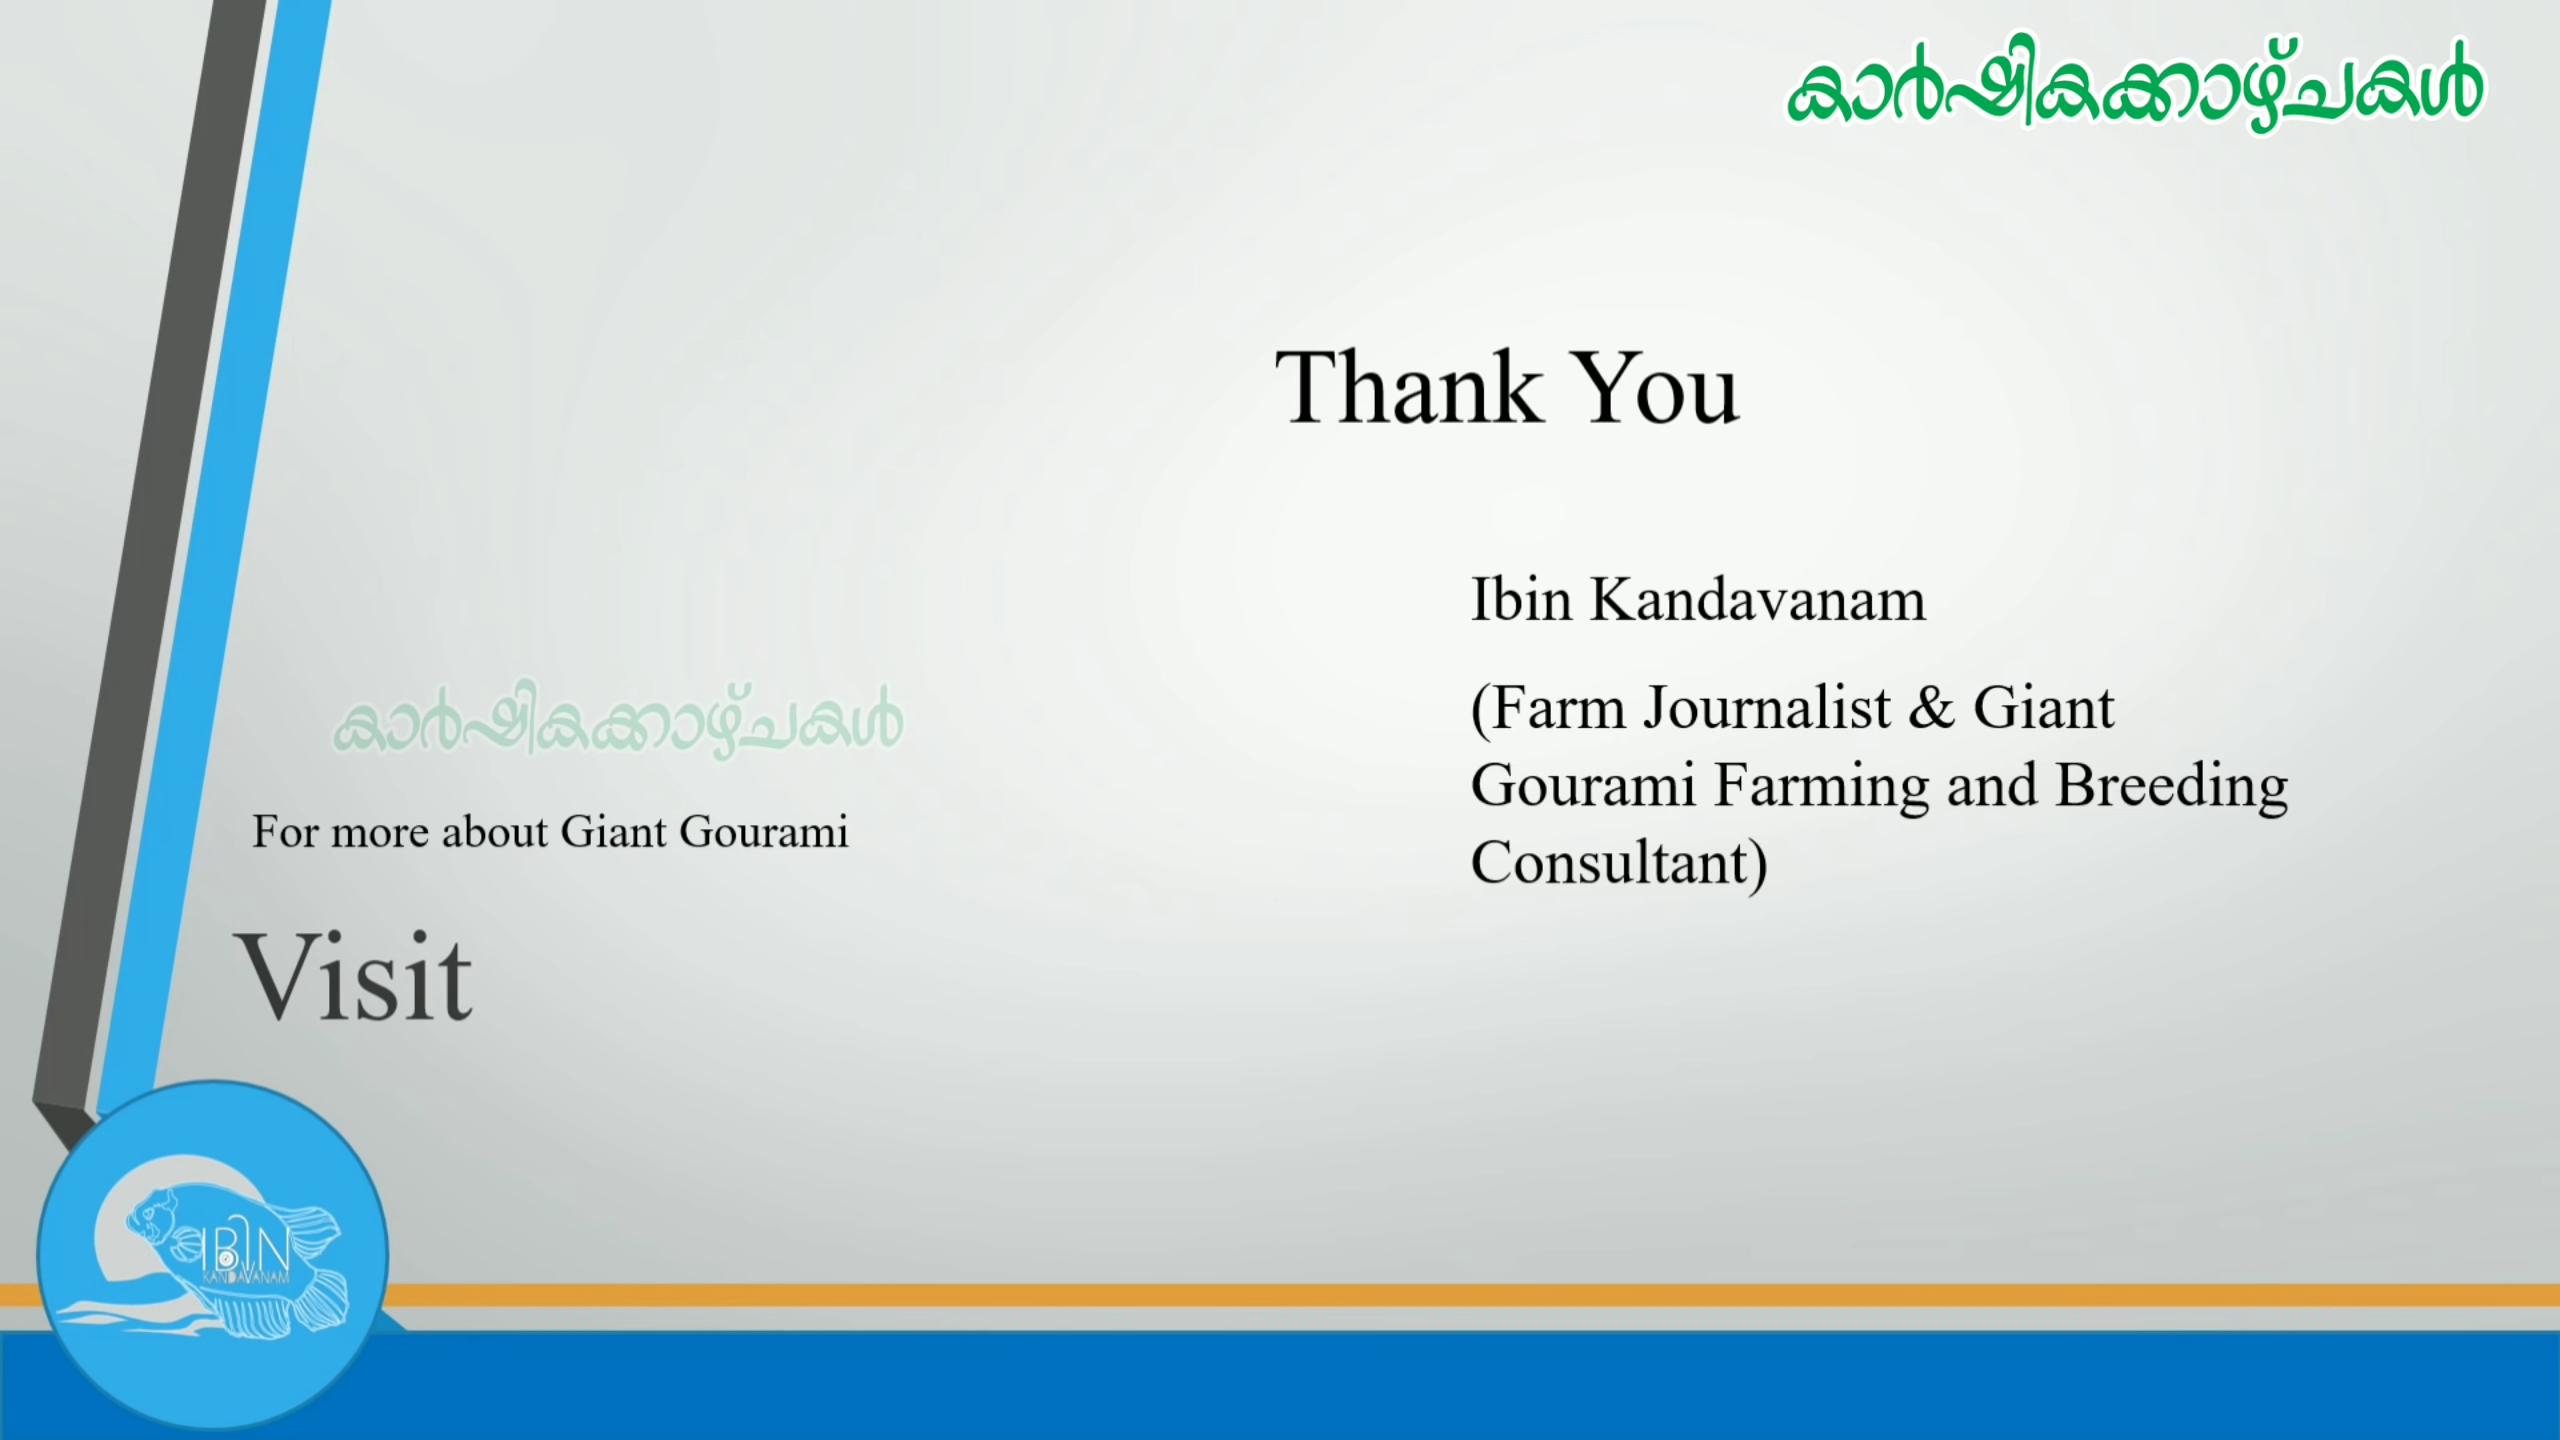 കാർഷികക്കാഴ്ചകൾ
Thank You
Ibin Kandavanam
(Farm Journalist & Giant
Gourami Farming and Breeding
Consultant)
കാർഷികക്കാഴ്ചകൾ
For more about Giant Gourami
Visit
IBIN
KANDAVANAM